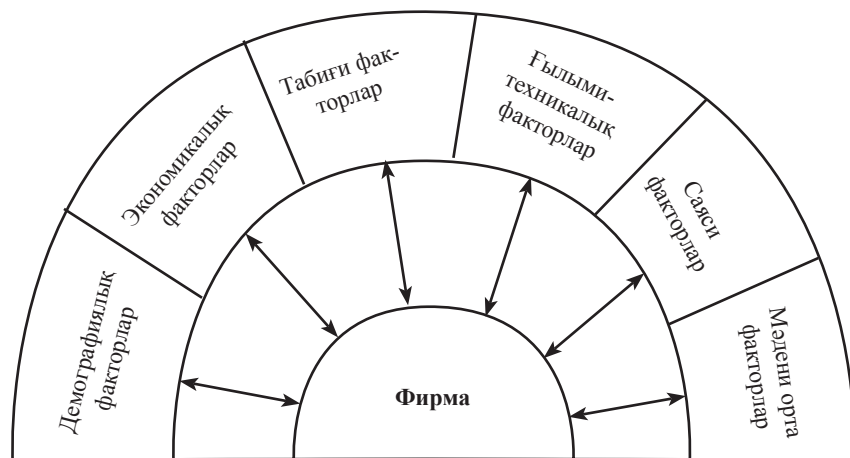 Демографиялық
факторлар
Экономикалық
факторлар
Табиғи фак-
торлар
Ғылыми-
техникалық
факторлар
Саяси
факторлар
Мәдени орта
факторлар
Фирма